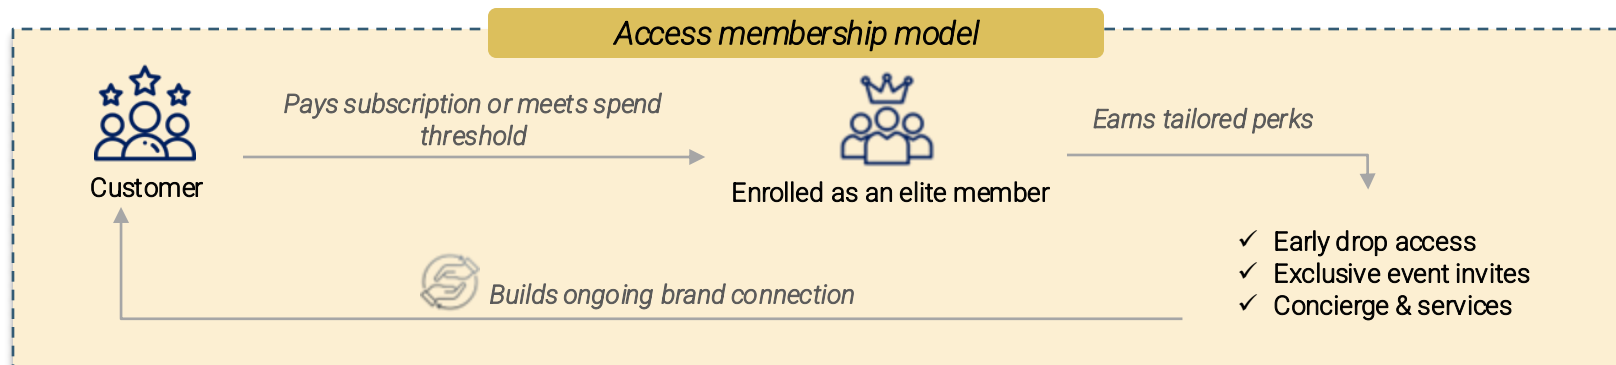 Access membership model
Pays subscription or meets spend
threshold
Earns tailored perks
Customer
Enrolled as an elite member
✓ Early drop access
✓ Exclusive event invites
✓ Concierge & services
Builds ongoing brand connection